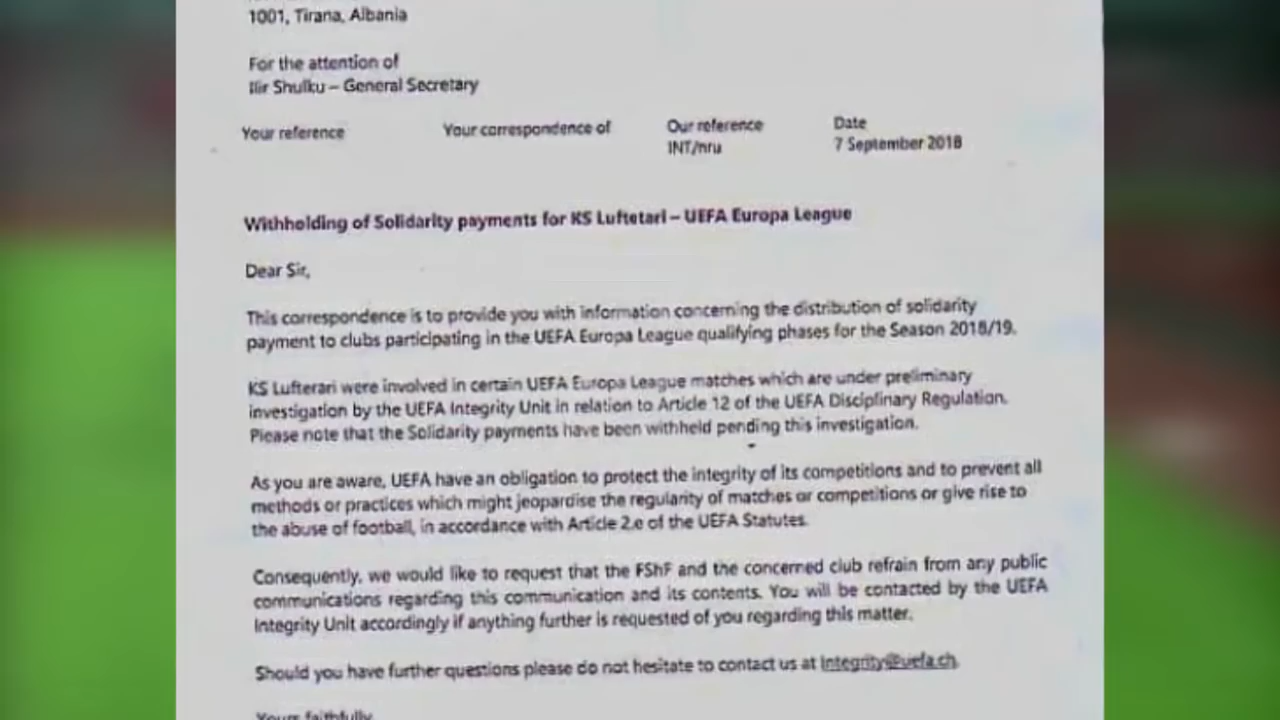 1001, Tirana, Albania
For the attention of
Ilir Shulku – General Secretary
Your reference
Your correspondence of
Our reference
INT/nru
Date
7 September 2018
Withholding of Solidarity payments for KS Luftetari – UEFA Europa League
Dear Sir,
This correspondence is to provide you with information concerning the distribution of solidarity
payment to clubs participating in the UEFA Europa League qualifying phases for the Season 2018/19.
KS Lufterari were involved in certain UEFA Europa League matches which are under preliminary
investigation by the UEFA Integrity Unit in relation to Article 12 of the UEFA Disciplinary Regulation.
Please note that the Solidarity payments have been withheld pending this investigation.
As you are aware, UEFA have an obligation to protect the integrity of its competitions and to prevent all
methods or practices which might jeopardise the regularity of matches or competitions or give rise to
the abuse of football, in accordance with Article 2.e of the UEFA Statutes.
Consequently, we would like to request that the FShF and the concerned club refrain from any public
communications regarding this communication and its contents. You will be contacted by the UEFA
Integrity Unit accordingly if anything further is requested of you regarding this matter.
Should you have further questions please do not hesitate to contact us at Integrity@uefa.ch
Yours faithfully